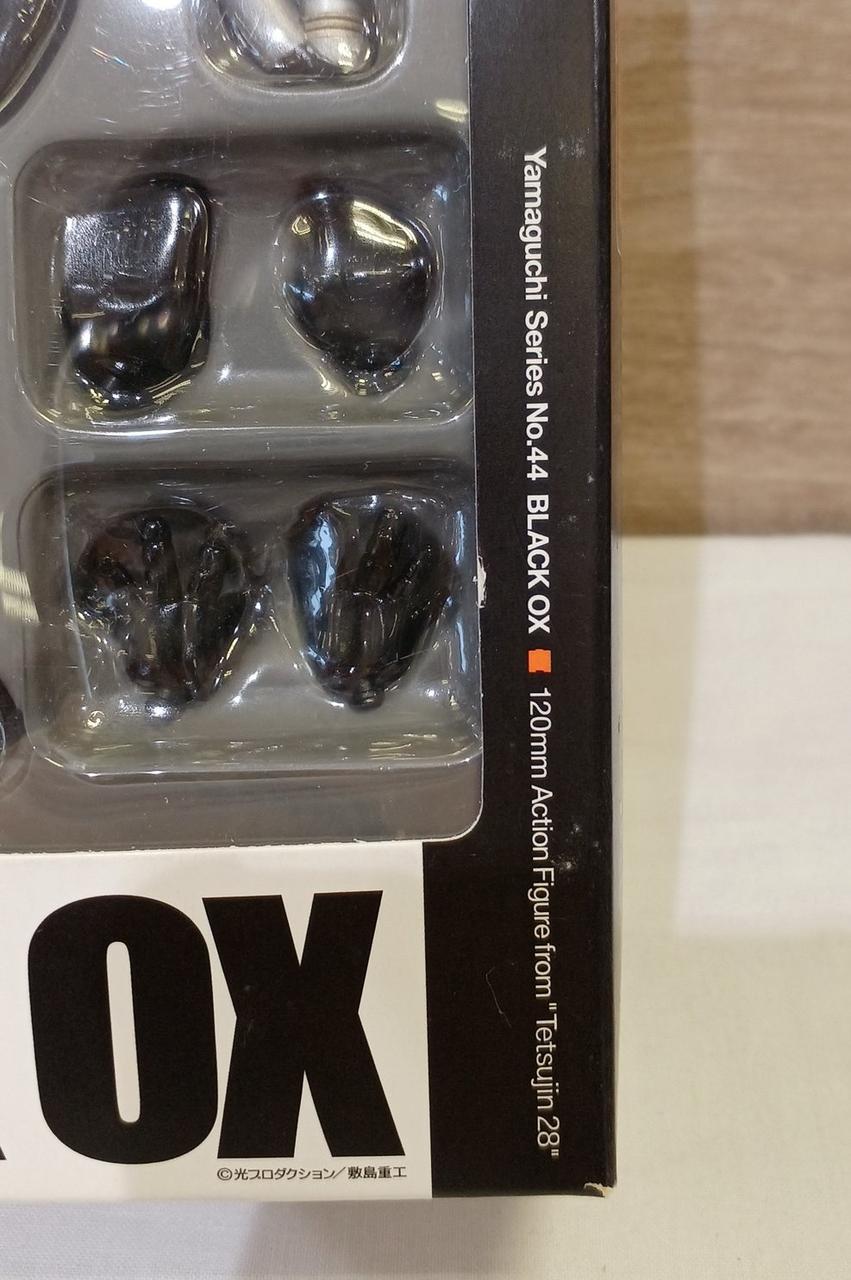 Yamaguchi Series No.44 BLACK OX ■ 120mm Action Figure from "Tetsujin 28"
OX
©光プロダクション/敷島重工